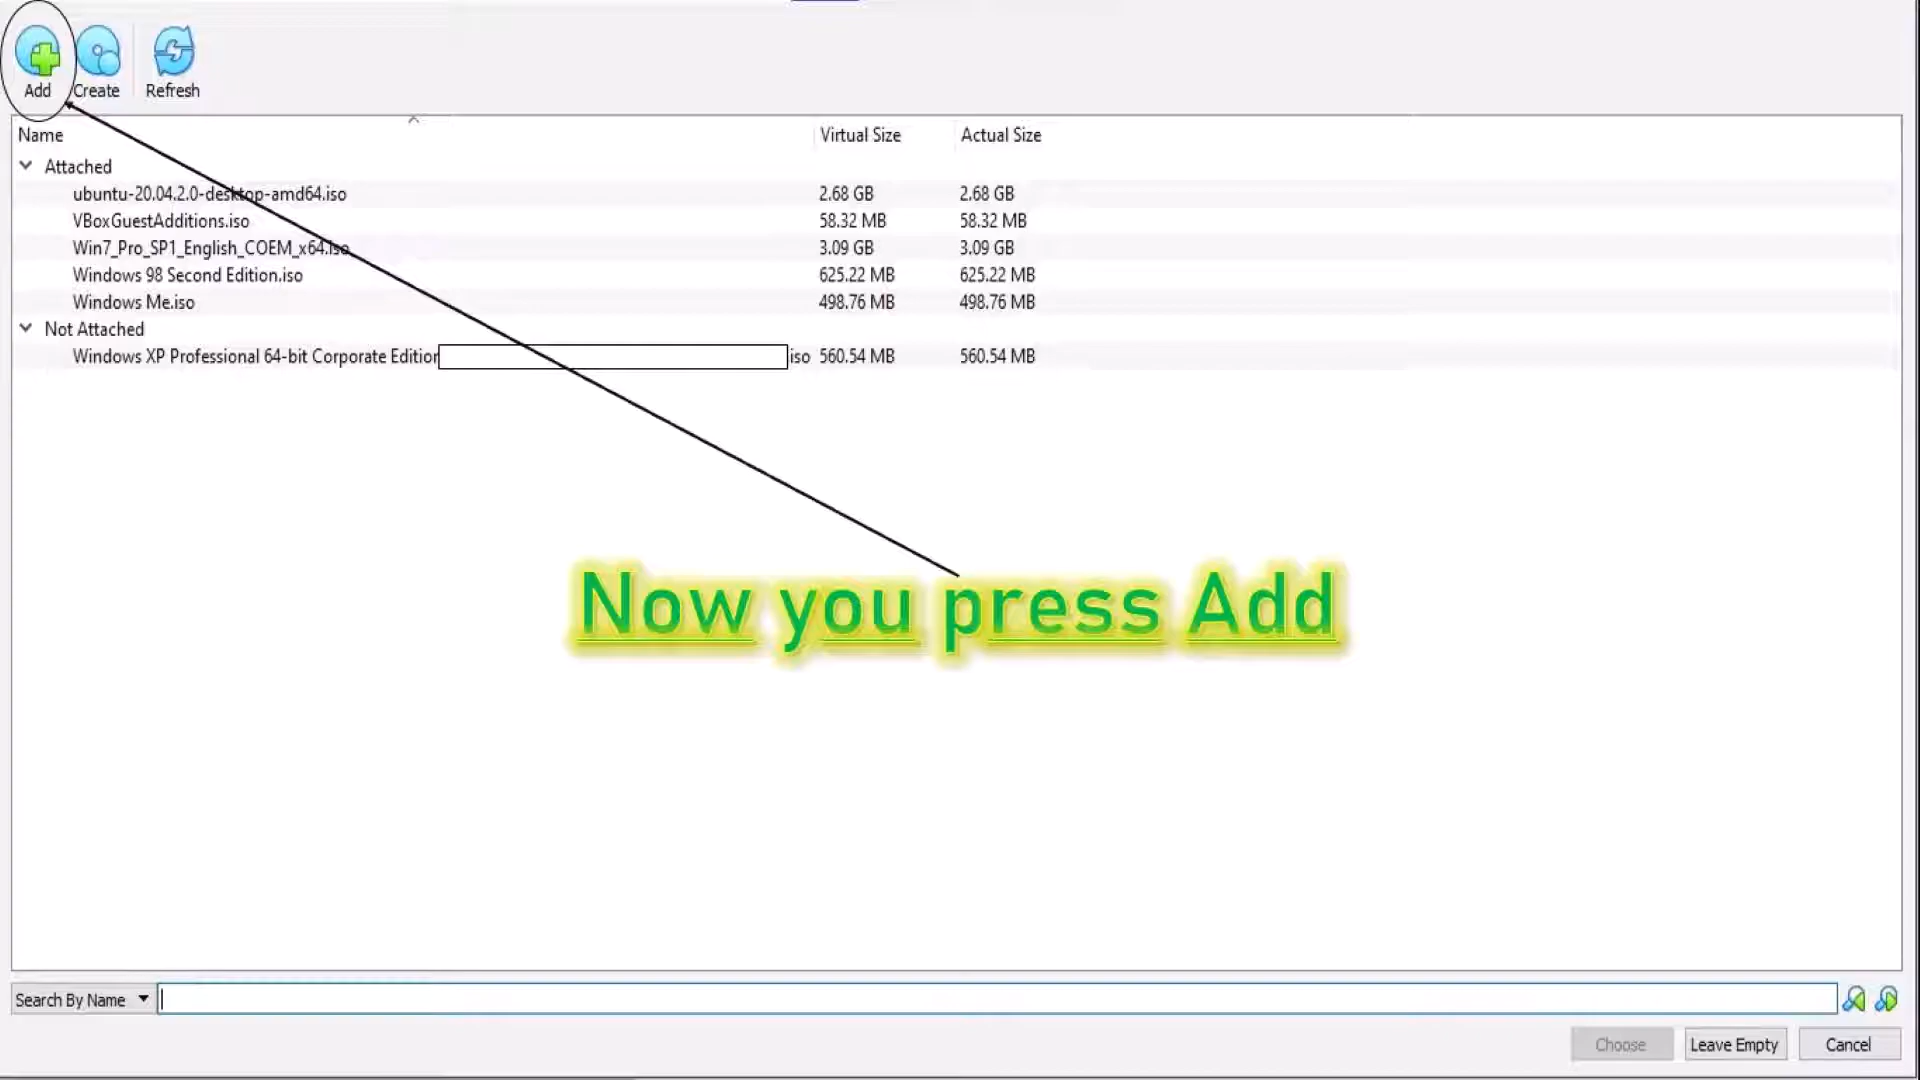 Add Create Refresh
Name Virtual Size Actual Size
Attached
ubuntu-20.04.2.0-desktop-amd64.iso 2.68 GB 2.68 GB
VBoxGuestAdditions.iso 58.32 MB 58.32 MB
Win7_Pro_SP1_English_COEM_x64.iso 3.09 GB 3.09 GB
Windows 98 Second Edition.iso 625.22 MB 625.22 MB
Windows Me.iso 498.76 MB 498.76 MB
Not Attached
Windows XP Professional 64-bit Corporate Edition iso 560.54 MB 560.54 MB
Now you press Add
Search By Name
Choose Leave Empty Cancel